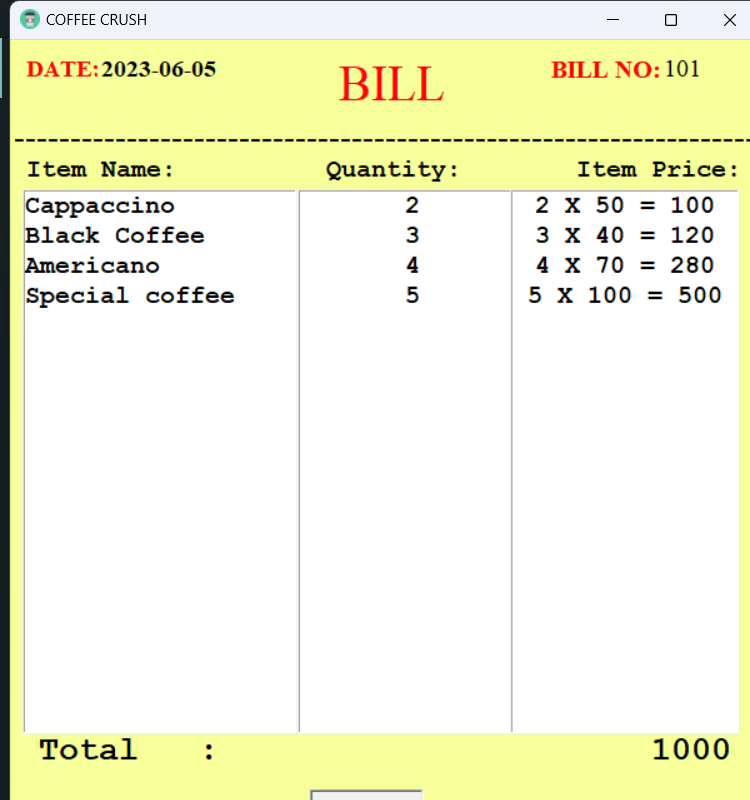 COFFEE CRUSH
DATE:2023-06-05 BILL BILL NO:101
--------------------------------------------------------------------
Item Name: Quantity: Item Price:
Cappaccino 2 2 X 50 = 100
Black Coffee 3 3 X 40 = 120
Americano 4 4 X 70 = 280
Special coffee 5 5 X 100 = 500
Total : 1000